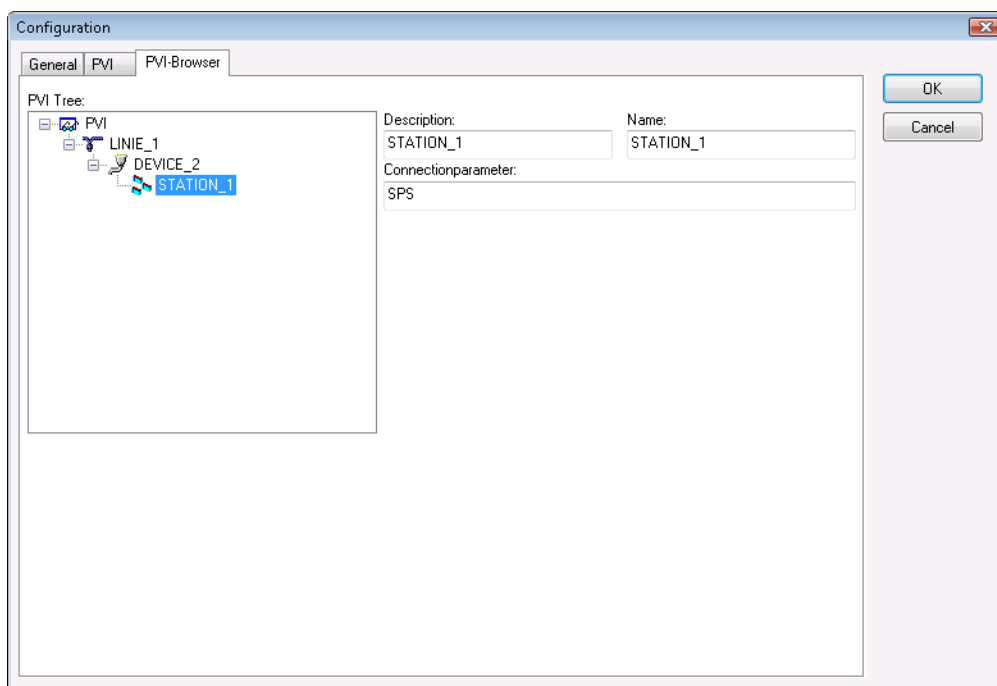 Configuration
General PVI PVI-Browser
OK
Cancel
PVI Tree:
PVI
LINIE_1
DEVICE_2
STATION_1
Description: Name:
STATION_1 STATION_1
Connectionparameter:
SPS